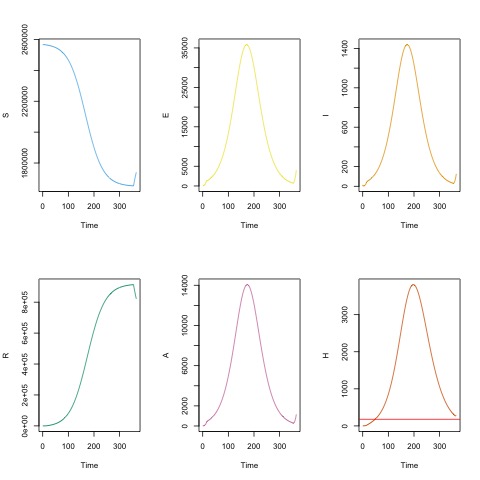 S
2600000
2200000
1800000
0 100 200 300
Time
E
35000
25000
15000
5000
0
0 100 200 300
Time
I
1400
1000
600
200
0
0 100 200 300
Time
R
8e+05
6e+05
4e+05
2e+05
0e+00
0 100 200 300
Time
A
14000
10000
6000
2000
0
0 100 200 300
Time
H
3000
2000
1000
0
0 100 200 300
Time